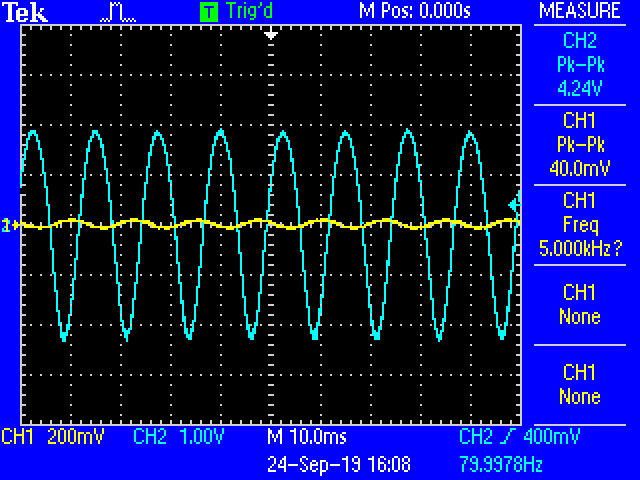 Tek T Trig'd M Pos: 0.000s MEASURE
CH2
Pk-Pk
4.24V
CH1
Pk-Pk
40.0mV
CH1
Freq
5.000kHz?
CH1
None
CH1
None
CH1 200mV CH2 1.00V M 10.0ms CH2 400mV
24-Sep-19 16:08 79.9978Hz